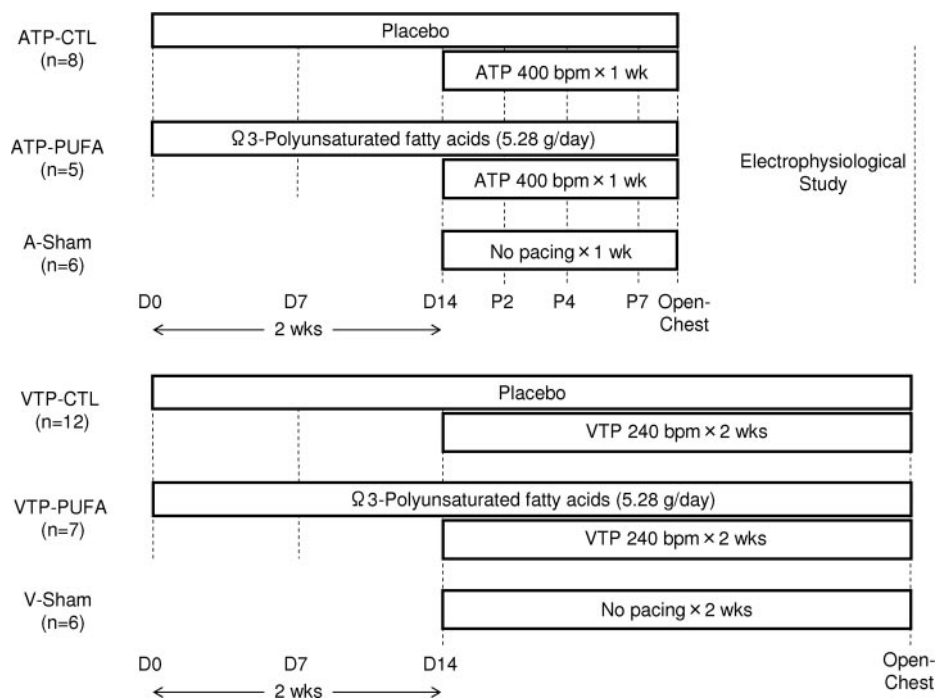 Placebo
ATP-CTL
(n=8)
ATP 400 bpm × 1 wk
Ω3-Polyunsaturated fatty acids (5.28 g/day)
ATP-PUFA
(n=5)
ATP 400 bpm × 1 wk
Electrophysiological
Study
A-Sham
(n=6)
No pacing × 1 wk
D0 D7 D14 P2 P4 P7 Open-
Chest
2 wks
Placebo
VTP-CTL
(n=12)
VTP 240 bpm × 2 wks
Ω3-Polyunsaturated fatty acids (5.28 g/day)
VTP-PUFA
(n=7)
VTP 240 bpm × 2 wks
V-Sham
(n=6)
No pacing × 2 wks
D0 D7 D14 Open-
Chest
2 wks